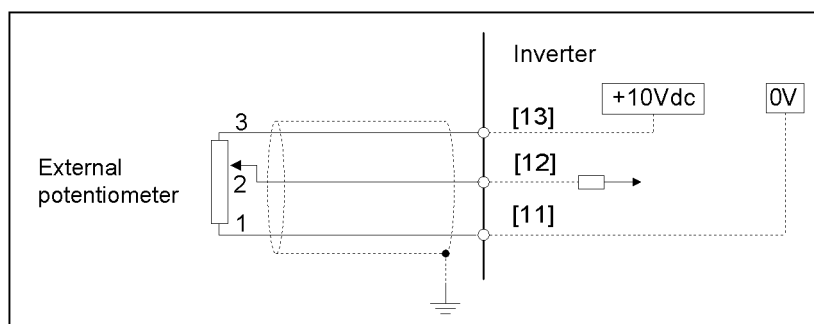 Inverter
+10Vdc
0V
3
[13]
External
potentiometer
2
[12]
1
[11]